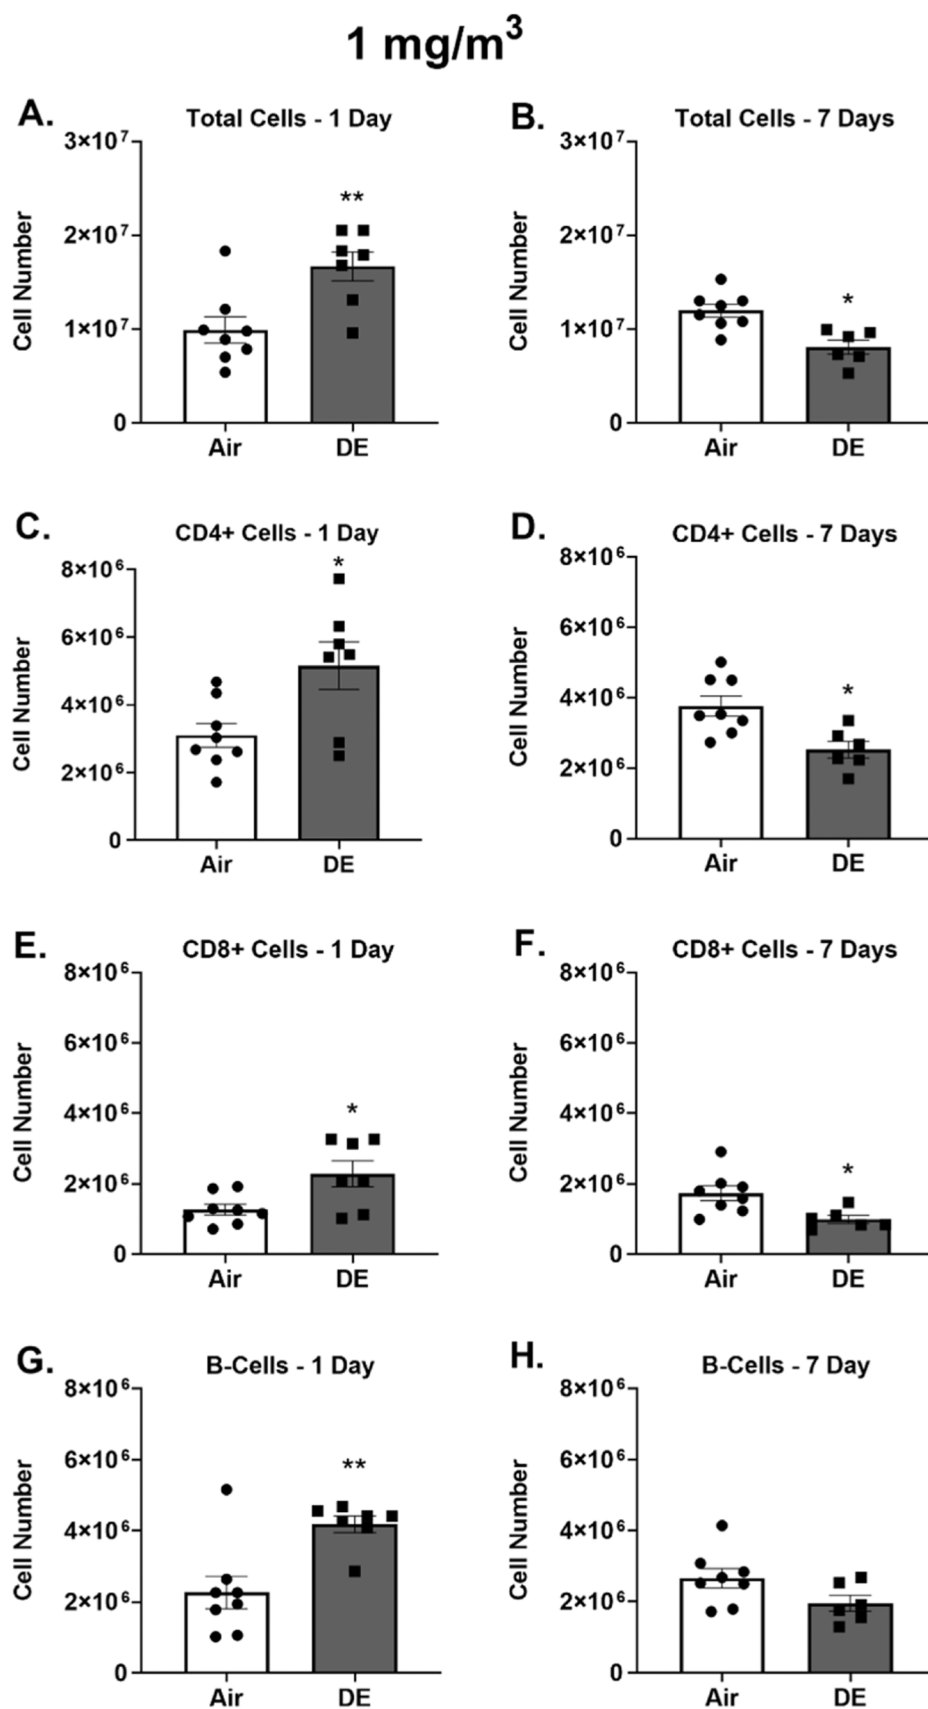 1 mg/m³
A.
Total Cells - 1 Day
3×10⁷
2×10⁷
1×10⁷
0
Cell Number
**
Air
DE
B.
Total Cells - 7 Days
3×10⁷
2×10⁷
1×10⁷
0
Cell Number
*
Air
DE
C.
CD4+ Cells - 1 Day
8×10⁶
6×10⁶
4×10⁶
2×10⁶
0
Cell Number
*
Air
DE
D.
CD4+ Cells - 7 Days
8×10⁶
6×10⁶
4×10⁶
2×10⁶
0
Cell Number
*
Air
DE
E.
CD8+ Cells - 1 Day
8×10⁶
6×10⁶
4×10⁶
2×10⁶
0
Cell Number
*
Air
DE
F.
CD8+ Cells - 7 Days
8×10⁶
6×10⁶
4×10⁶
2×10⁶
0
Cell Number
*
Air
DE
G.
B-Cells - 1 Day
8×10⁶
6×10⁶
4×10⁶
2×10⁶
0
Cell Number
**
Air
DE
H.
B-Cells - 7 Day
8×10⁶
6×10⁶
4×10⁶
2×10⁶
0
Cell Number
Air
DE